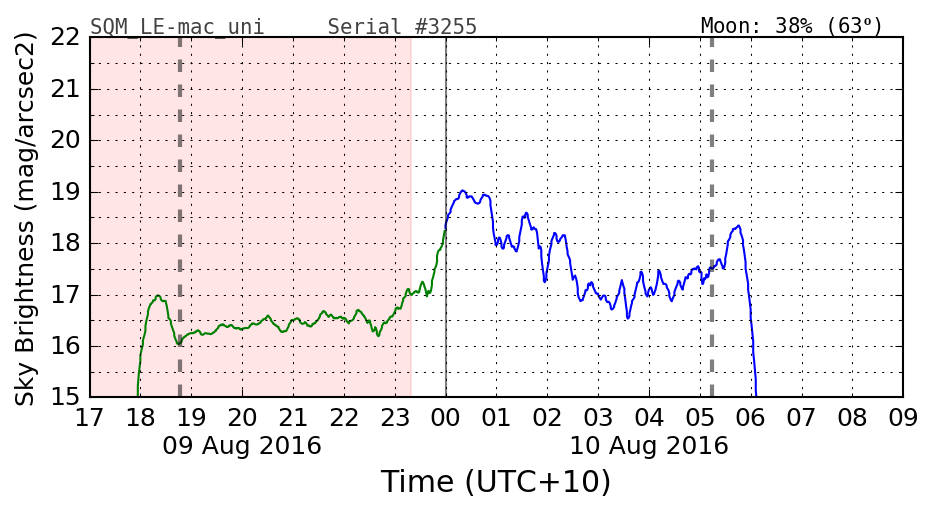 SQM_LE-mac_uni Serial #3255 Moon: 38% (63°)
Sky Brightness (mag/arcsec2)
22
21
20
19
18
17
16
15
17 18 19 20 21 22 23 00 01 02 03 04 05 06 07 08 09
09 Aug 2016 10 Aug 2016
Time (UTC+10)